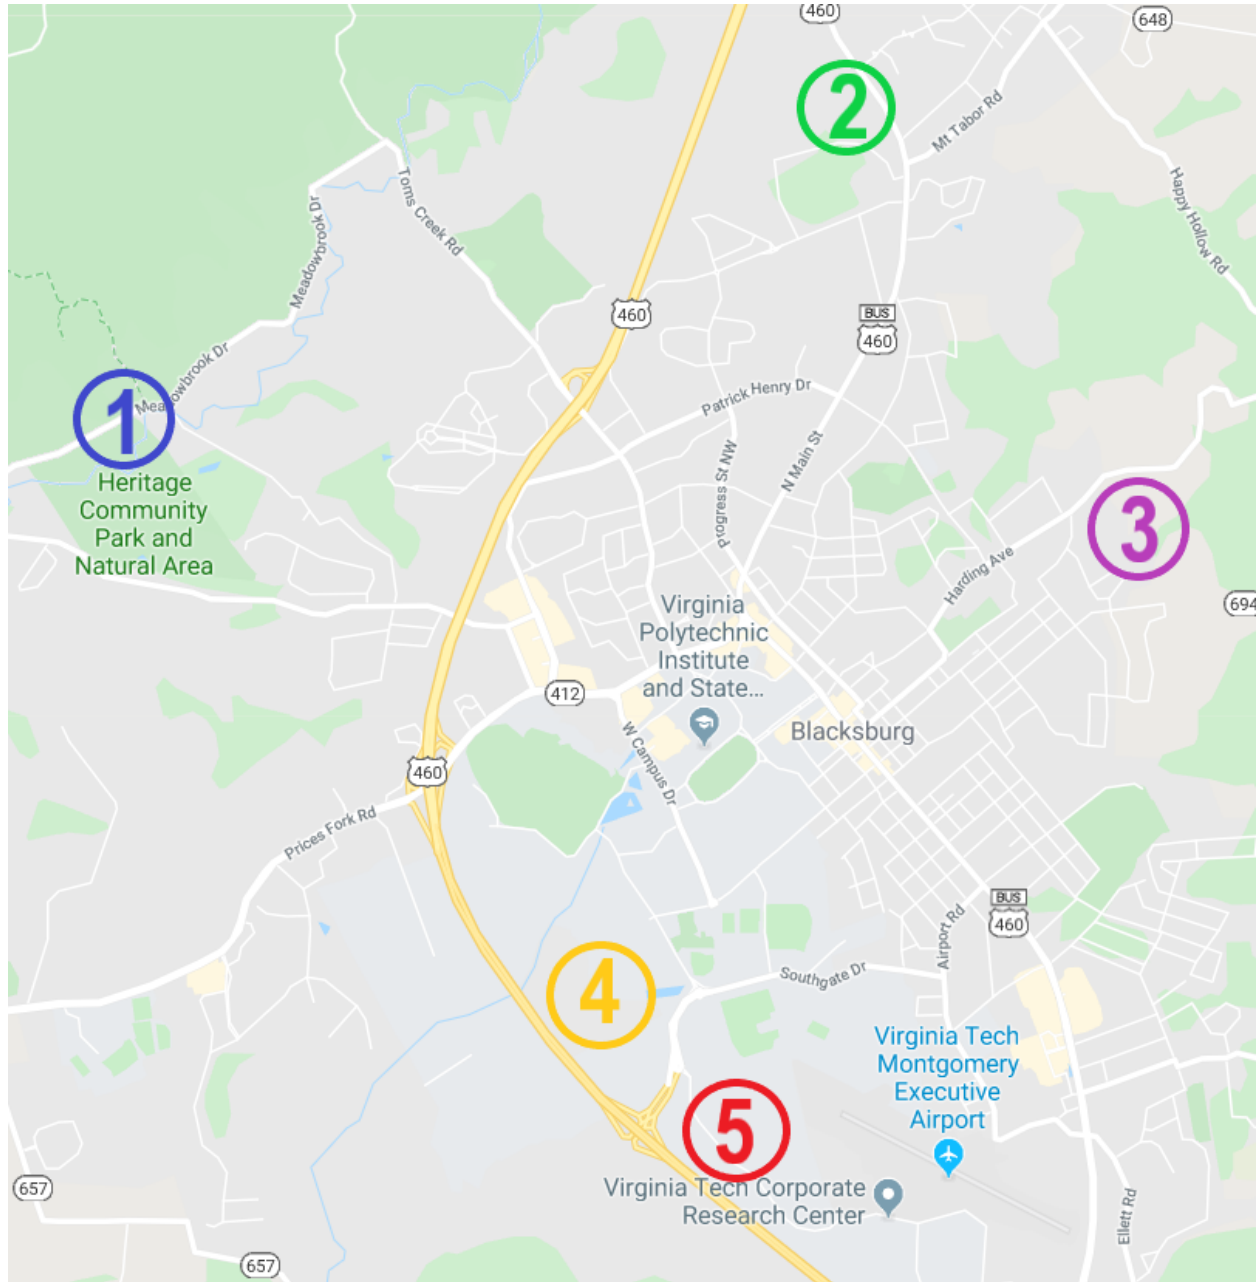 460
648
2
Mt Tabor Rd
Toms Creek Rd
Happy Hollow Rd
Meadowbrook Dr
460
BUS
460
Meadowbrook Dr
1
Patrick Henry Dr
N Main St
Progress St NW
Heritage
Community
Park and
Natural Area
3
Harding Ave
694
Virginia
Polytechnic
Institute
and State...
412
W Campus Dr
Blacksburg
460
Prices Fork Rd
BUS
460
Airport Rd
4
Southgate Dr
Virginia Tech
Montgomery
Executive
Airport
5
657
Virginia Tech Corporate
Research Center
Ellett Rd
657